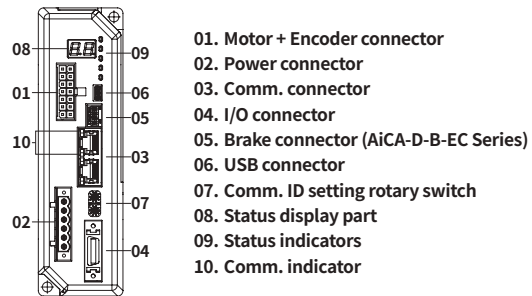 08
09
01
06
05
10
03
07
02
04
01. Motor + Encoder connector
02. Power connector
03. Comm. connector
04. I/O connector
05. Brake connector (AiCA-D-B-EC Series)
06. USB connector
07. Comm. ID setting rotary switch
08. Status display part
09. Status indicators
10. Comm. indicator